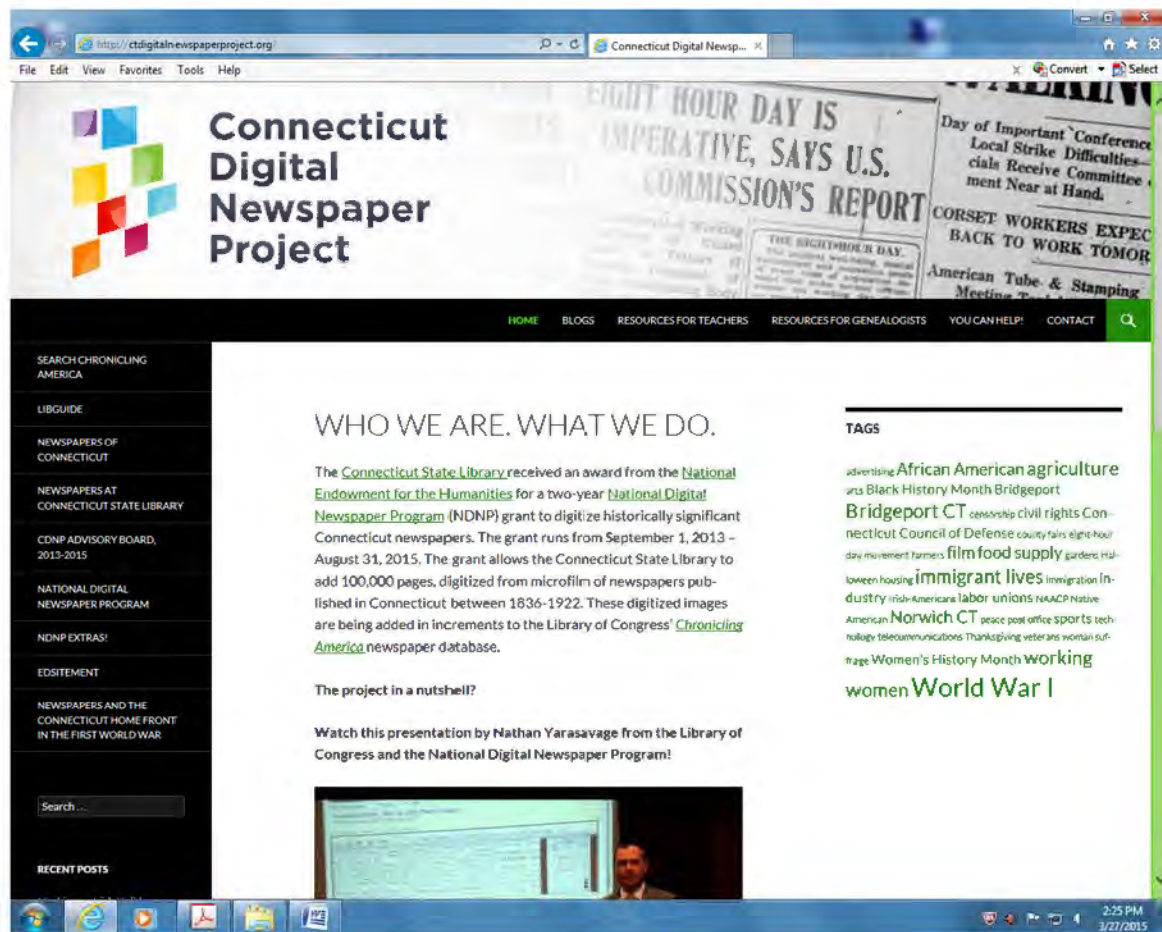 http://ctdigitalnewspaperproject.org/
Connecticut Digital Newsp...
File Edit View Favorites Tools Help
Convert Select
Connecticut
Digital
Newspaper
Project
EIGHT HOUR DAY IS
IMPERATIVE, SAYS U.S.
COMMISSION'S REPORT
THE EIGHT-HOUR DAY.
Day of Important Conference
Local Strike Difficulties—
cials Receive Committee
ment Near at Hand.
CORSET WORKERS EXPEC
BACK TO WORK TOMOR
American Tube & Stamping
Meeting
HOME BLOGS RESOURCES FOR TEACHERS RESOURCES FOR GENEALOGISTS YOU CAN HELP! CONTACT
SEARCH CHRONICLING
AMERICA
LIBGUIDE
NEWSPAPERS OF
CONNECTICUT
NEWSPAPERS AT
CONNECTICUT STATE LIBRARY
CDNP ADVISORY BOARD,
2013-2015
NATIONAL DIGITAL
NEWSPAPER PROGRAM
NDNP EXTRAS!
EDSITEMENT
NEWSPAPERS AND THE
CONNECTICUT HOME FRONT
IN THE FIRST WORLD WAR
Search ...
RECENT POSTS
WHO WE ARE. WHAT WE DO.
The Connecticut State Library received an award from the National
Endowment for the Humanities for a two-year National Digital
Newspaper Program (NDNP) grant to digitize historically significant
Connecticut newspapers. The grant runs from September 1, 2013 –
August 31, 2015. The grant allows the Connecticut State Library to
add 100,000 pages, digitized from microfilm of newspapers pub-
lished in Connecticut between 1836-1922. These digitized images
are being added in increments to the Library of Congress' Chronicling
America newspaper database.
The project in a nutshell?
Watch this presentation by Nathan Yarasavage from the Library of
Congress and the National Digital Newspaper Program!
TAGS
advertising African American agriculture
arts Black History Month Bridgeport
Bridgeport CT censorship civil rights Con-
necticut Council of Defense county fairs eight-hour
day movement farmers film food supply gardens Hal-
loween housing immigrant lives immigration in-
dustry Irish-Americans labor unions NAACP Native
American Norwich CT peace post office sports tech-
nology telecommunications Thanksgiving veterans woman suf-
frage Women's History Month working
women World War I
2:25 PM
3/27/2015